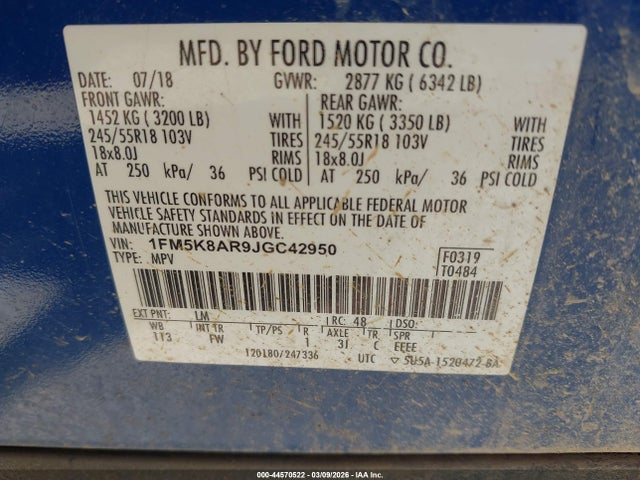 MFD. BY FORD MOTOR CO.
DATE: 07/18 GVWR: 2877 KG ( 6342 LB)
FRONT GAWR: REAR GAWR:
1452 KG ( 3200 LB) WITH 1520 KG ( 3350 LB) WITH
245/55R18 103V TIRES 245/55R18 103V TIRES
18x8.0J RIMS 18x8.0J RIMS
AT 250 kPa/ 36 PSI COLD AT 250 kPa/ 36 PSI COLD
THIS VEHICLE CONFORMS TO ALL APPLICABLE FEDERAL MOTOR
VEHICLE SAFETY STANDARDS IN EFFECT ON THE DATE OF
MANUFACTURE SHOWN ABOVE.
VIN: 1FM5K8AR9JGC42950 F0319
TYPE: MPV T0484
EXT PNT: LM RC: 48 DSO:
WB INT TR TP/PS R AXLE TR SPR
113 FW 1 3J C EEEE
120180/247336 UTC ▽ 5U5A-1520472-BA
000-44570522 - 03/09/2026 - IAA Inc.